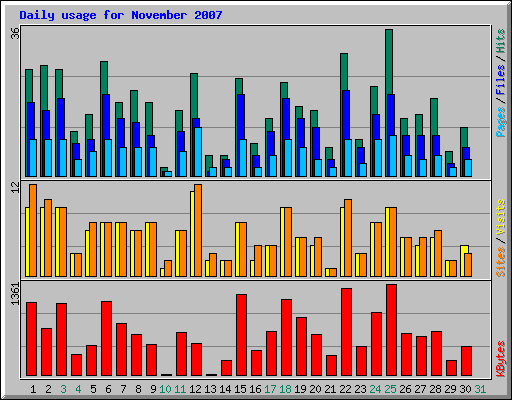 Daily usage for November 2007
36
Pages / Files / Hits
12
Sites / Visits
1361
KBytes
1 2 3 4 5 6 7 8 9 10 11 12 13 14 15 16 17 18 19 20 21 22 23 24 25 26 27 28 29 30 31